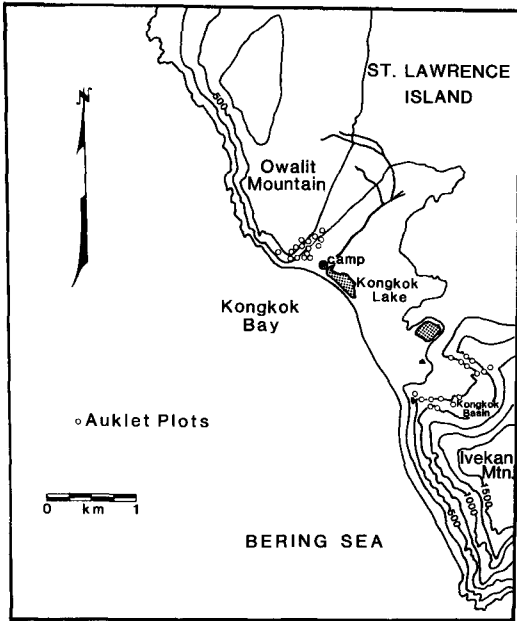 N
ST. LAWRENCE
ISLAND
500
Owalit
Mountain
camp
Kongkok
Lake
Kongkok
Bay
Auklet Plots
Kongkok
Basin
Ivekan
Mtn.
1500
1000
500
0 km 1
BERING SEA